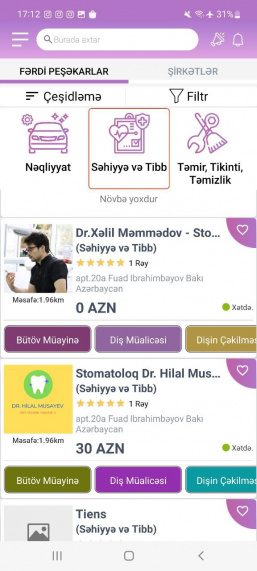 17:12
31%
Burada axtar
FƏRDİ PEŞƏKARLAR
ŞİRKƏTLƏR
Çeşidləmə
Filtr
Nəqliyyat
Səhiyyə və Tibb
Təmir, Tikinti,
Təmizlik
Növbə yoxdur
Dr.Xəlil Məmmədov - Sto...
(Səhiyyə və Tibb)
1 Rəy
apt.20a Fuad Ibrahimbəyov Bakı
Azərbaycan
Məsafə:1.96km
0 AZN
Xətdə.
Bütöv Müayinə
Diş Müalicəsi
Dişin Çəkilməs
Stomatoloq Dr. Hilal Mus...
(Səhiyyə və Tibb)
1 Rəy
DR. HILAL MUSAYEV
apt.20a Fuad Ibrahimbəyov Bakı
Azərbaycan
Məsafə:1.96km
30 AZN
Xətdə.
Bütöv Müayinə
Diş Müalicəsi
Dişin Çəkilməs
Tiens
(Səhiyyə və Tibb)